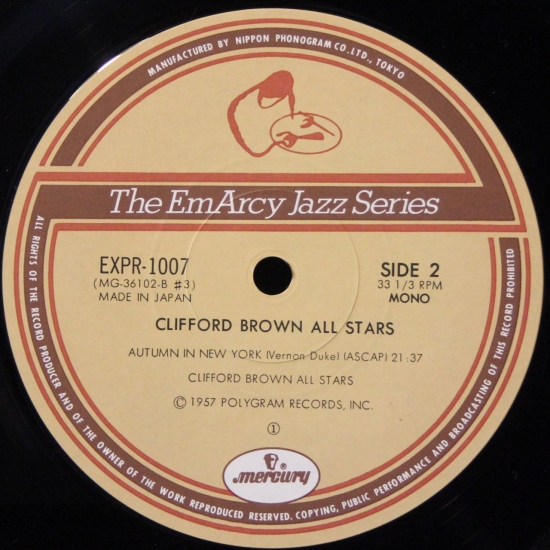 MANUFACTURED BY NIPPON PHONOGRAM CO., LTD., TOKYO
The EmArcy Jazz Series
EXPR-1007
(MG-36102-B ♯3)
MADE IN JAPAN
SIDE 2
33 1/3 RPM
MONO
CLIFFORD BROWN ALL STARS
AUTUMN IN NEW YORK (Vernon Duke) (ASCAP) 21:37
CLIFFORD BROWN ALL STARS
© 1957 POLYGRAM RECORDS, INC.
①
mercury®
ALL RIGHTS OF THE RECORD PRODUCER AND OF THE OWNER OF THE WORK REPRODUCED RESERVED. COPYING, PUBLIC PERFORMANCE AND BROADCASTING OF THIS RECORD PROHIBITED